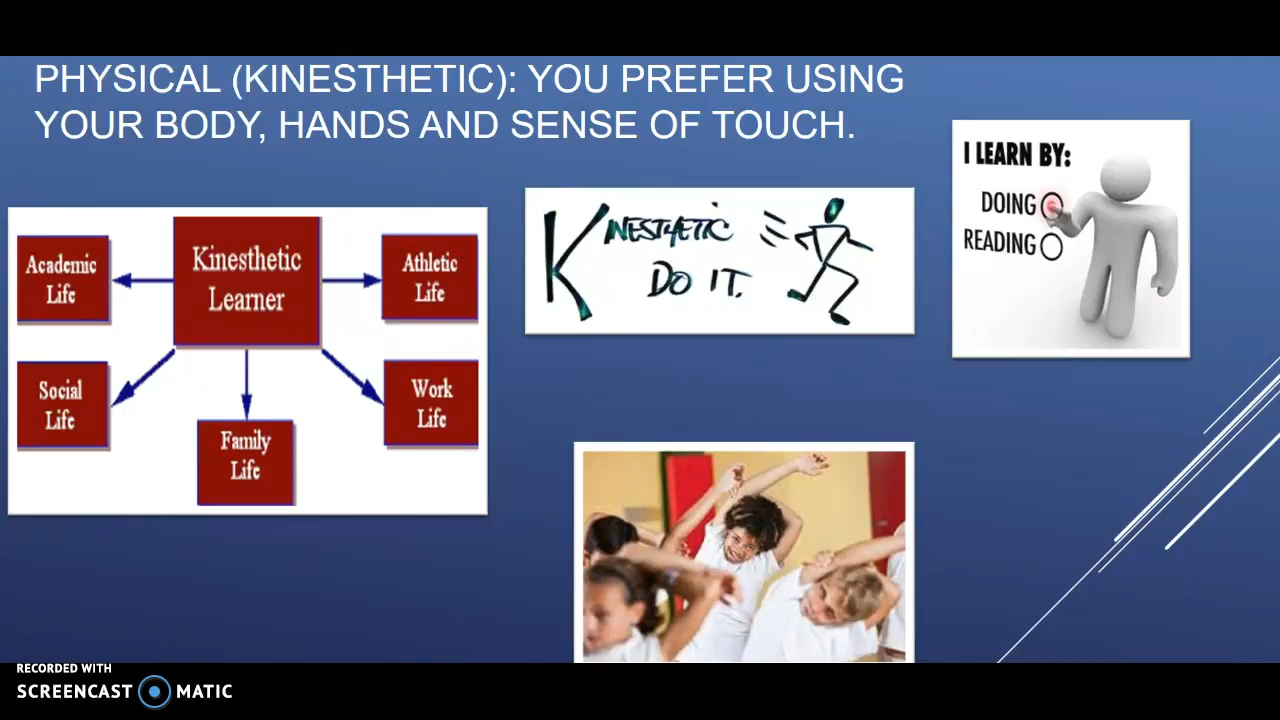 PHYSICAL (KINESTHETIC): YOU PREFER USING
YOUR BODY, HANDS AND SENSE OF TOUCH.
Kinesthetic
Learner
Academic
Life
Athletic
Life
Social
Life
Work
Life
Family
Life
KINESTHETIC
DO IT.
I LEARN BY:
DOING
READING
RECORDED WITH
SCREENCAST MATIC